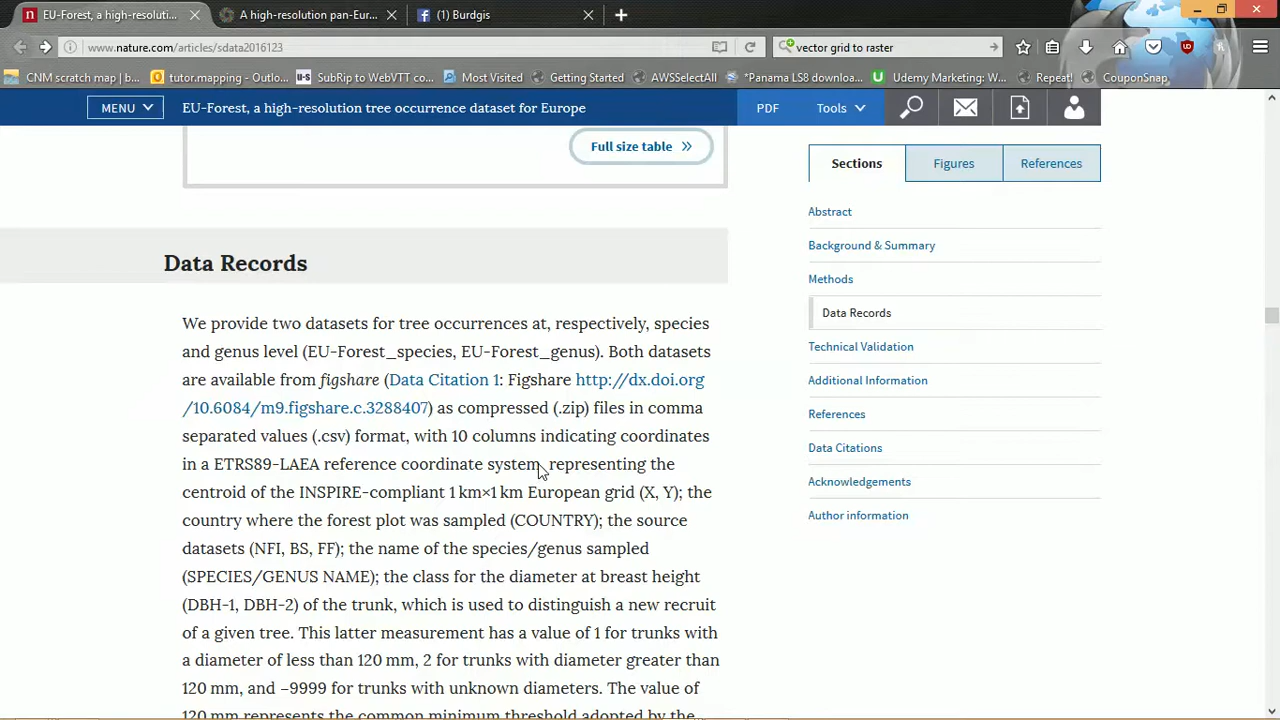 EU-Forest, a high-resoluti...
A high-resolution pan-Eur...
(1) Burdgis
www.nature.com/articles/sdata2016123
vector grid to raster
CNM scratch map | b...
tutor.mapping - Outlo...
SubRip to WebVTT co...
Most Visited
Getting Started
AWSSelectAll
*Panama LS8 downloa...
Udemy Marketing: W...
Repeat!
CouponSnap
MENU
EU-Forest, a high-resolution tree occurrence dataset for Europe
PDF
Tools
Full size table
Sections
Figures
References
Abstract
Background & Summary
Methods
Data Records
Technical Validation
Additional Information
References
Data Citations
Acknowledgements
Author information
Data Records
We provide two datasets for tree occurrences at, respectively, species
and genus level (EU-Forest_species, EU-Forest_genus). Both datasets
are available from figshare (Data Citation 1: Figshare http://dx.doi.org
/10.6084/m9.figshare.c.3288407) as compressed (.zip) files in comma
separated values (.csv) format, with 10 columns indicating coordinates
in a ETRS89-LAEA reference coordinate system, representing the
centroid of the INSPIRE-compliant 1 km×1 km European grid (X, Y); the
country where the forest plot was sampled (COUNTRY); the source
datasets (NFI, BS, FF); the name of the species/genus sampled
(SPECIES/GENUS NAME); the class for the diameter at breast height
(DBH-1, DBH-2) of the trunk, which is used to distinguish a new recruit
of a given tree. This latter measurement has a value of 1 for trunks with
a diameter of less than 120 mm, 2 for trunks with diameter greater than
120 mm, and −9999 for trunks with unknown diameters. The value of
120 mm represents the common minimum threshold adopted by the